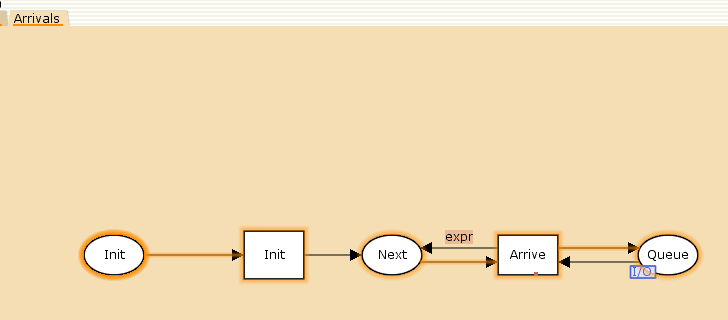 Arrivals
expr
Init
Init
Next
Arrive
Queue
I/O